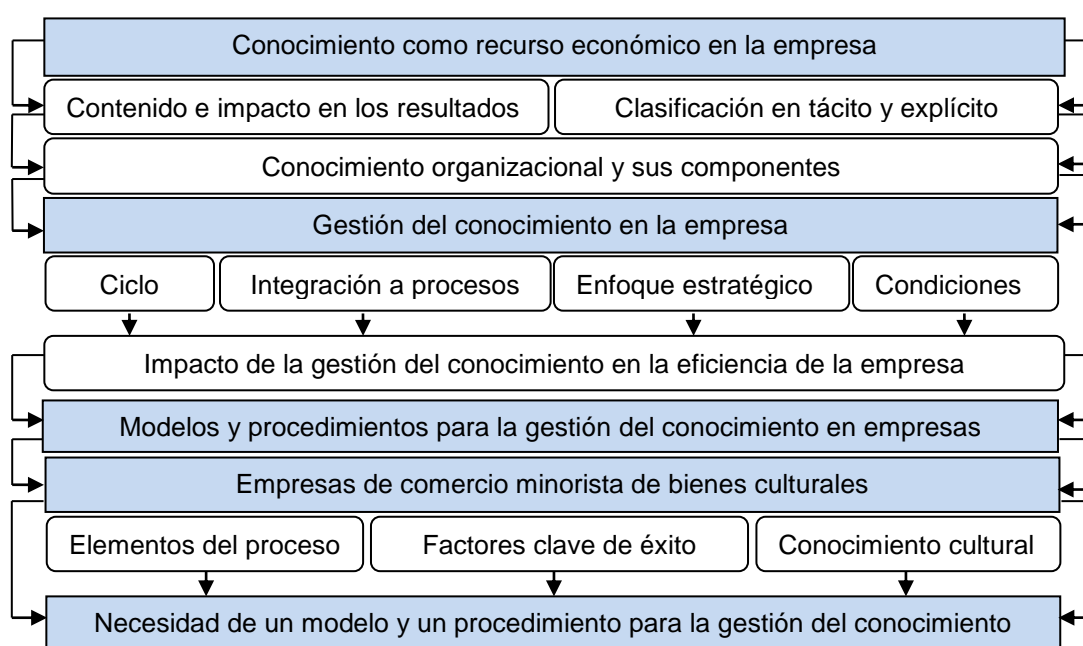 Conocimiento como recurso económico en la empresa
Contenido e impacto en los resultados
Clasificación en tácito y explícito
Conocimiento organizacional y sus componentes
Gestión del conocimiento en la empresa
Ciclo
Integración a procesos
Enfoque estratégico
Condiciones
Impacto de la gestión del conocimiento en la eficiencia de la empresa
Modelos y procedimientos para la gestión del conocimiento en empresas
Empresas de comercio minorista de bienes culturales
Elementos del proceso
Factores clave de éxito
Conocimiento cultural
Necesidad de un modelo y un procedimiento para la gestión del conocimiento